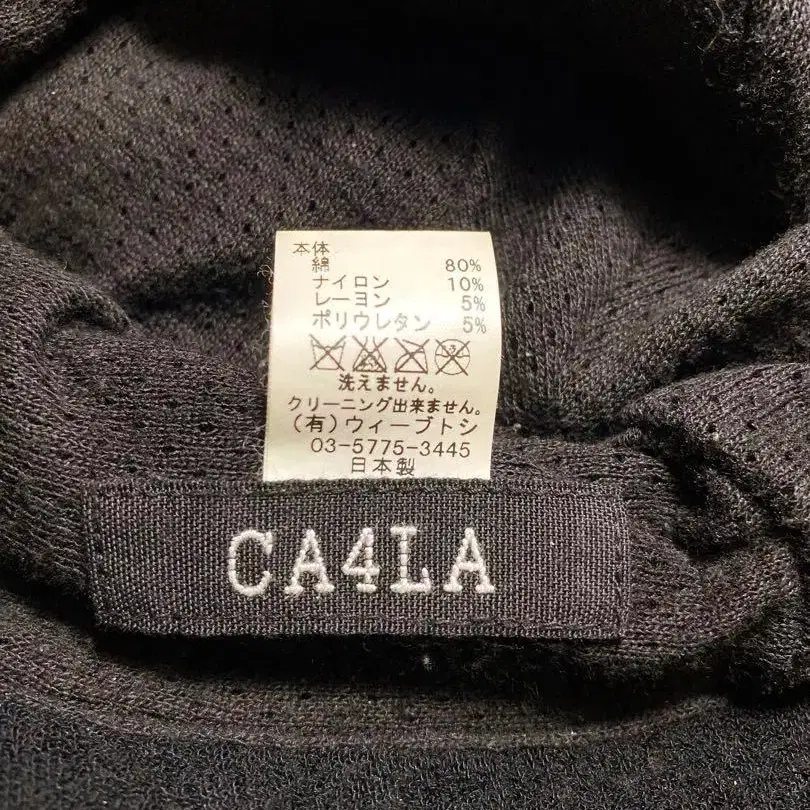 本体
綿 80%
ナイロン 10%
レーヨン 5%
ポリウレタン 5%
洗えません。
クリーニング出来ません。
(有)ウィーブトシ
03-5775-3445
日本製
CA4LA